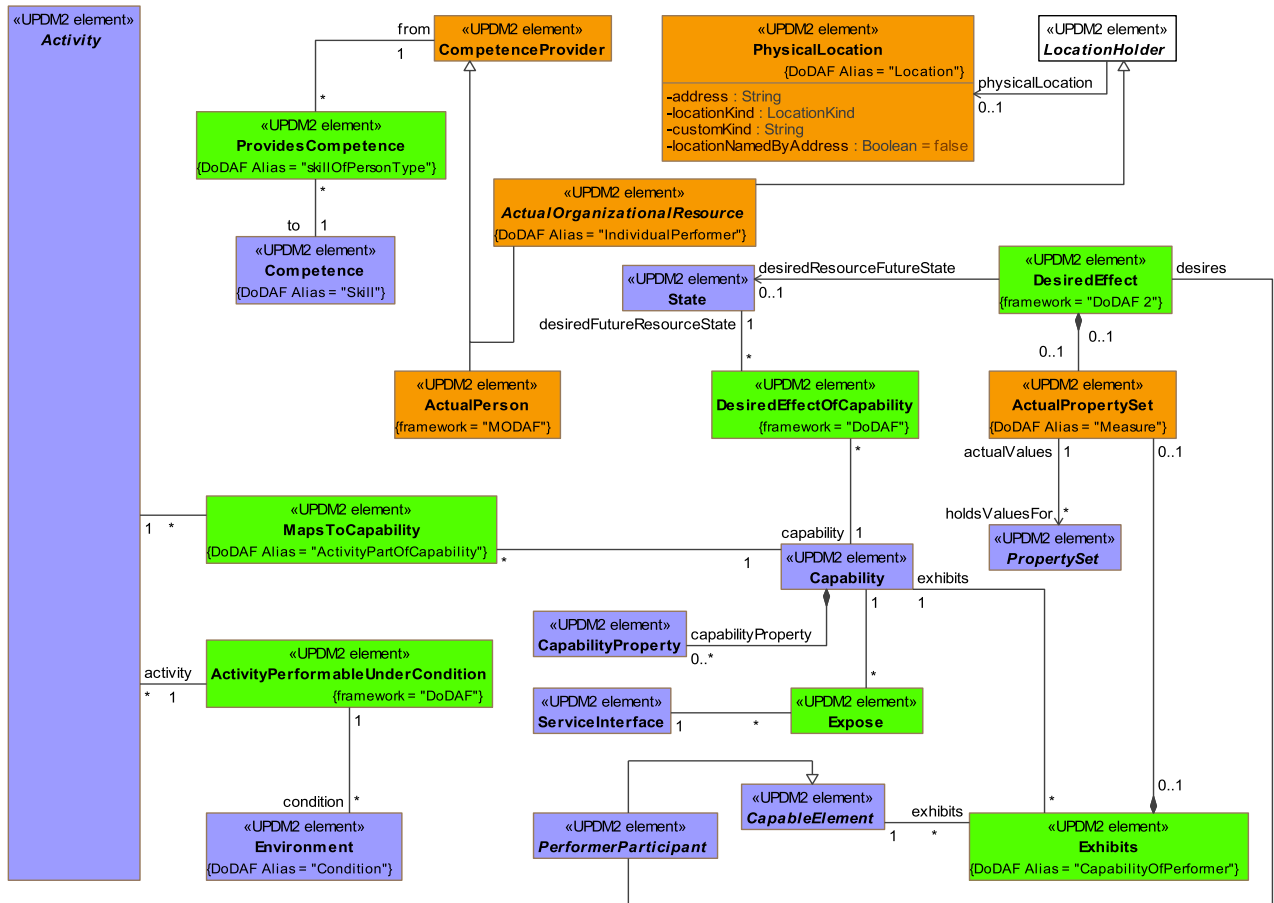 «UPDM2 element»
Activity
from
1
*
«UPDM2 element»
CompetenceProvider
«UPDM2 element»
PhysicalLocation
{DoDAF Alias = "Location"}
-address : String
-locationKind : LocationKind
-customKind : String
-locationNamedByAddress : Boolean = false
«UPDM2 element»
LocationHolder
physicalLocation
0..1
«UPDM2 element»
ProvidesCompetence
{DoDAF Alias = "skillOfPersonType"}
*
to
1
«UPDM2 element»
Competence
{DoDAF Alias = "Skill"}
«UPDM2 element»
ActualOrganizationalResource
{DoDAF Alias = "IndividualPerformer"}
«UPDM2 element»
State
desiredResourceFutureState
0..1
«UPDM2 element»
DesiredEffect
{framework = "DoDAF 2"}
desires
desiredFutureResourceState
1
*
0..1
0..1
«UPDM2 element»
ActualPerson
{framework = "MODAF"}
«UPDM2 element»
DesiredEffectOfCapability
{framework = "DoDAF"}
*
«UPDM2 element»
ActualPropertySet
{DoDAF Alias = "Measure"}
actualValues
1
0..1
holdsValuesFor
*
«UPDM2 element»
PropertySet
1
*
«UPDM2 element»
MapsToCapability
{DoDAF Alias = "ActivityPartOfCapability"}
*
1
capability
1
«UPDM2 element»
Capability
exhibits
1
1
«UPDM2 element»
CapabilityProperty
capabilityProperty
0..*
*
activity
*
1
«UPDM2 element»
ActivityPerformableUnderCondition
{framework = "DoDAF"}
1
condition
*
«UPDM2 element»
Environment
{DoDAF Alias = "Condition"}
«UPDM2 element»
ServiceInterface
1
*
«UPDM2 element»
Expose
«UPDM2 element»
PerformerParticipant
«UPDM2 element»
CapableElement
exhibits
1
*
*
0..1
«UPDM2 element»
Exhibits
{DoDAF Alias = "CapabilityOfPerformer"}